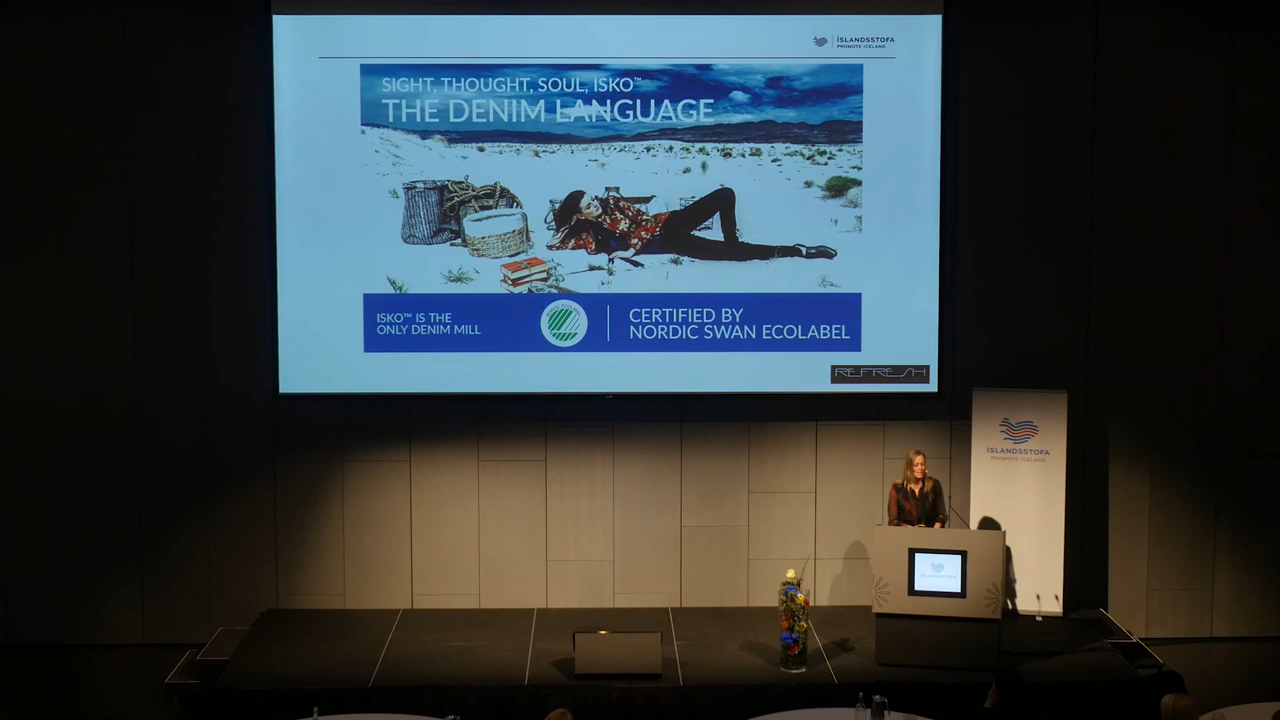 ÍSLANDSSTOFA
PROMOTE ICELAND
SIGHT, THOUGHT, SOUL, ISKO™
THE DENIM LANGUAGE
ISKO™ IS THE
ONLY DENIM MILL
CERTIFIED BY
NORDIC SWAN ECOLABEL
REFRESH
ÍSLANDSSTOFA
PROMOTE ICELAND